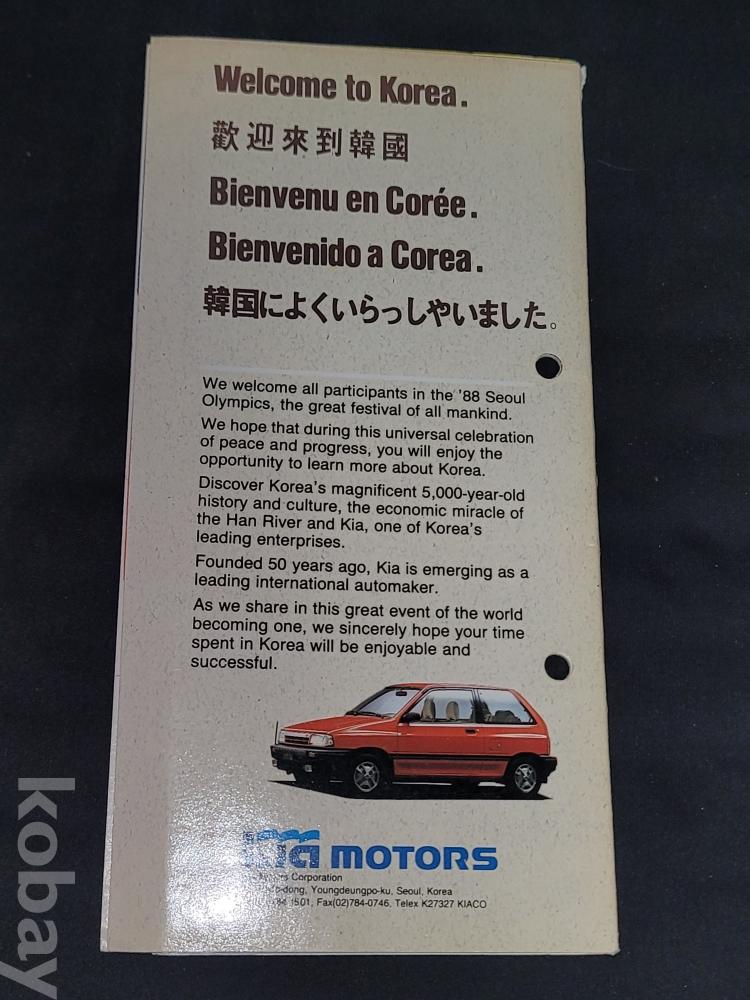 Welcome to Korea.
歡迎來到韓國
Bienvenu en Corée.
Bienvenido a Corea.
韓国によくいらっしやいました。
We welcome all participants in the '88 Seoul
Olympics, the great festival of all mankind.
We hope that during this universal celebration
of peace and progress, you will enjoy the
opportunity to learn more about Korea.
Discover Korea's magnificent 5,000-year-old
history and culture, the economic miracle of
the Han River and Kia, one of Korea's
leading enterprises.
Founded 50 years ago, Kia is emerging as a
leading international automaker.
As we share in this great event of the world
becoming one, we sincerely hope your time
spent in Korea will be enjoyable and
successful.
KIA MOTORS
Corporation
Youngdeungpo-ku, Seoul, Korea
1501, Fax(02)784-0746, Telex K27327 KIACO
kobay